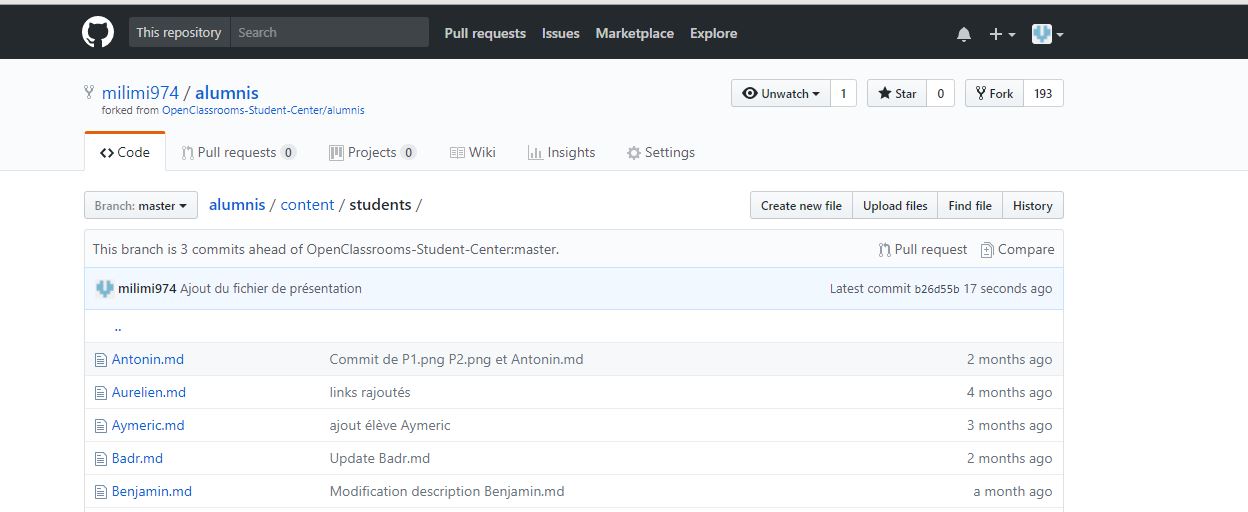 This repository Search Pull requests Issues Marketplace Explore
milimi974 / alumnis Unwatch 1 Star 0 Fork 193
forked from OpenClassrooms-Student-Center/alumnis
Code Pull requests 0 Projects 0 Wiki Insights Settings
Branch: master alumnis / content / students / Create new file Upload files Find file History
This branch is 3 commits ahead of OpenClassrooms-Student-Center:master. Pull request Compare
milimi974 Ajout du fichier de présentation Latest commit b26d55b 17 seconds ago
..
Antonin.md Commit de P1.png P2.png et Antonin.md 2 months ago
Aurelien.md links rajoutés 4 months ago
Aymeric.md ajout élève Aymeric 3 months ago
Badr.md Update Badr.md 2 months ago
Benjamin.md Modification description Benjamin.md a month ago